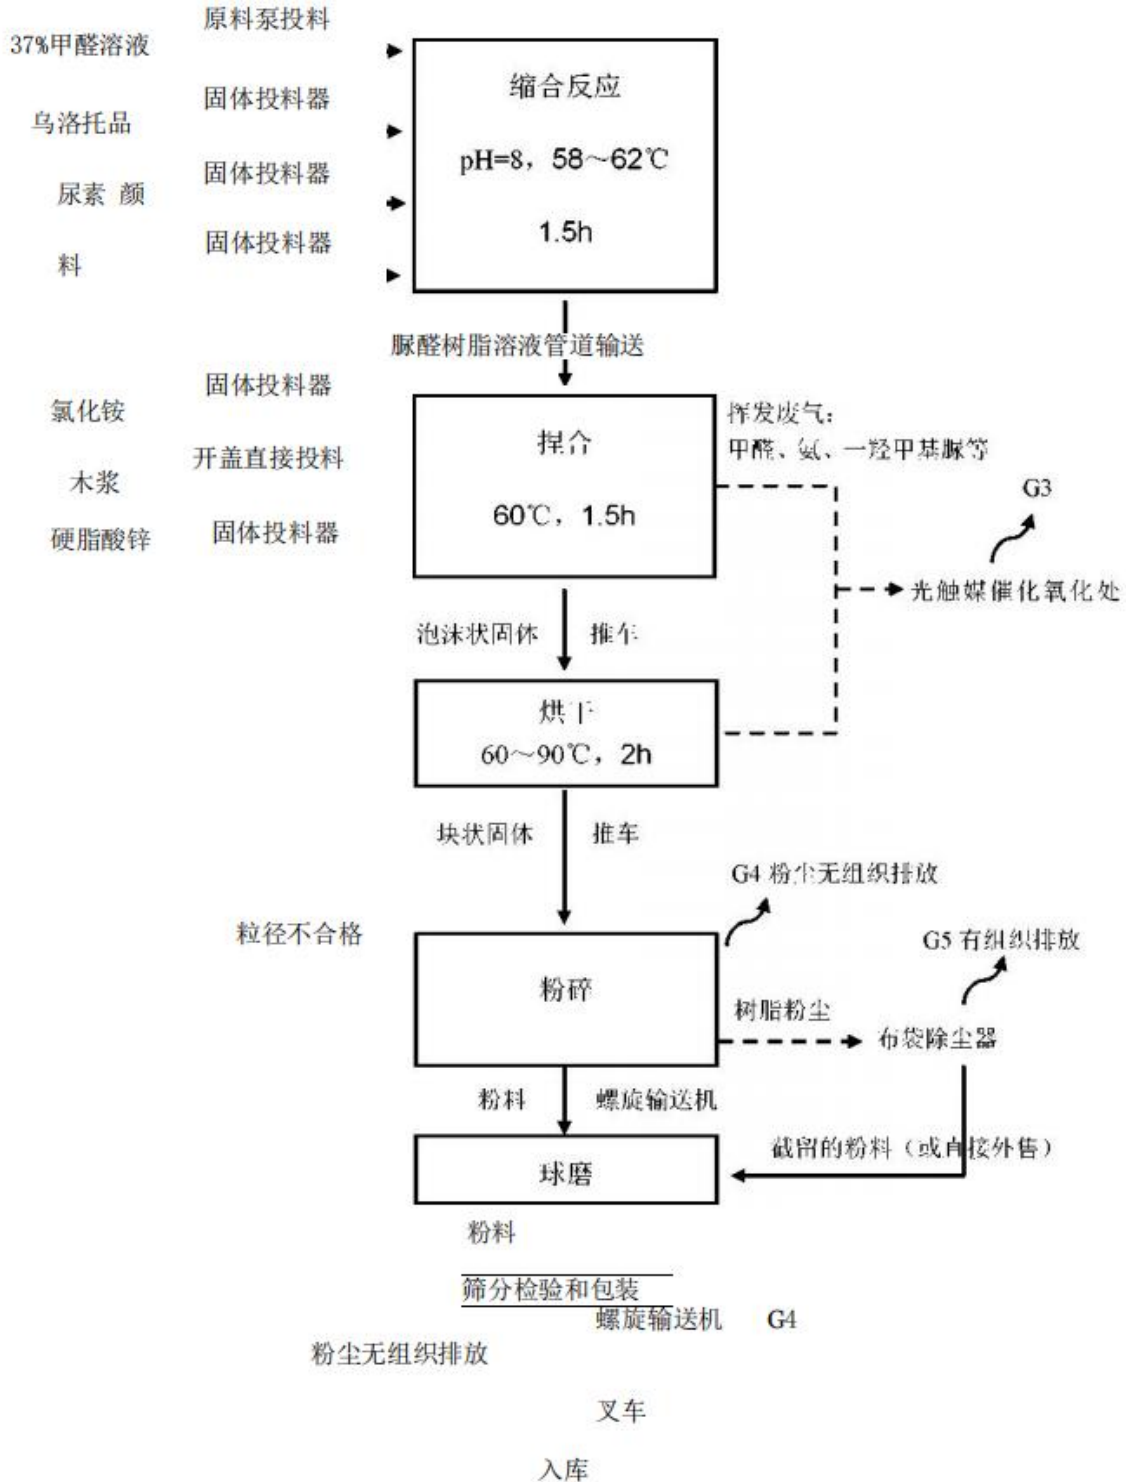 原料泵投料
37%甲醛溶液
缩合反应
固体投料器
乌洛托品
pH=8，58～62℃
固体投料器
尿素 颜
1.5h
固体投料器
料
脲醛树脂溶液管道输送
固体投料器
氯化铵
挥发废气：
捏合
甲醛、氨、一羟甲基脲等
开盖直接投料
木浆
G3
60℃，1.5h
固体投料器
硬脂酸锌
光触媒催化氧化处
泡沫状固体
推车
烘干
60～90℃，2h
块状固体
推车
G4 粉尘无组织排放
粒径不合格
G5 有组织排放
粉碎
树脂粉尘
布袋除尘器
粉料
螺旋输送机
截留的粉料（或直接外售）
球磨
粉料
筛分检验和包装
螺旋输送机 G4
粉尘无组织排放
叉车
入库